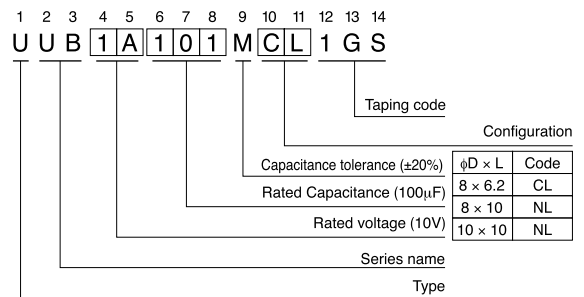 1 2 3 4 5 6 7 8 9 10 11 12 13 14
U U B 1 A 1 0 1 M C L 1 G S
Taping code
Configuration
ϕD × L Code
8 × 6.2 CL
8 × 10 NL
10 × 10 NL
Capacitance tolerance (±20%)
Rated Capacitance (100μF)
Rated voltage (10V)
Series name
Type